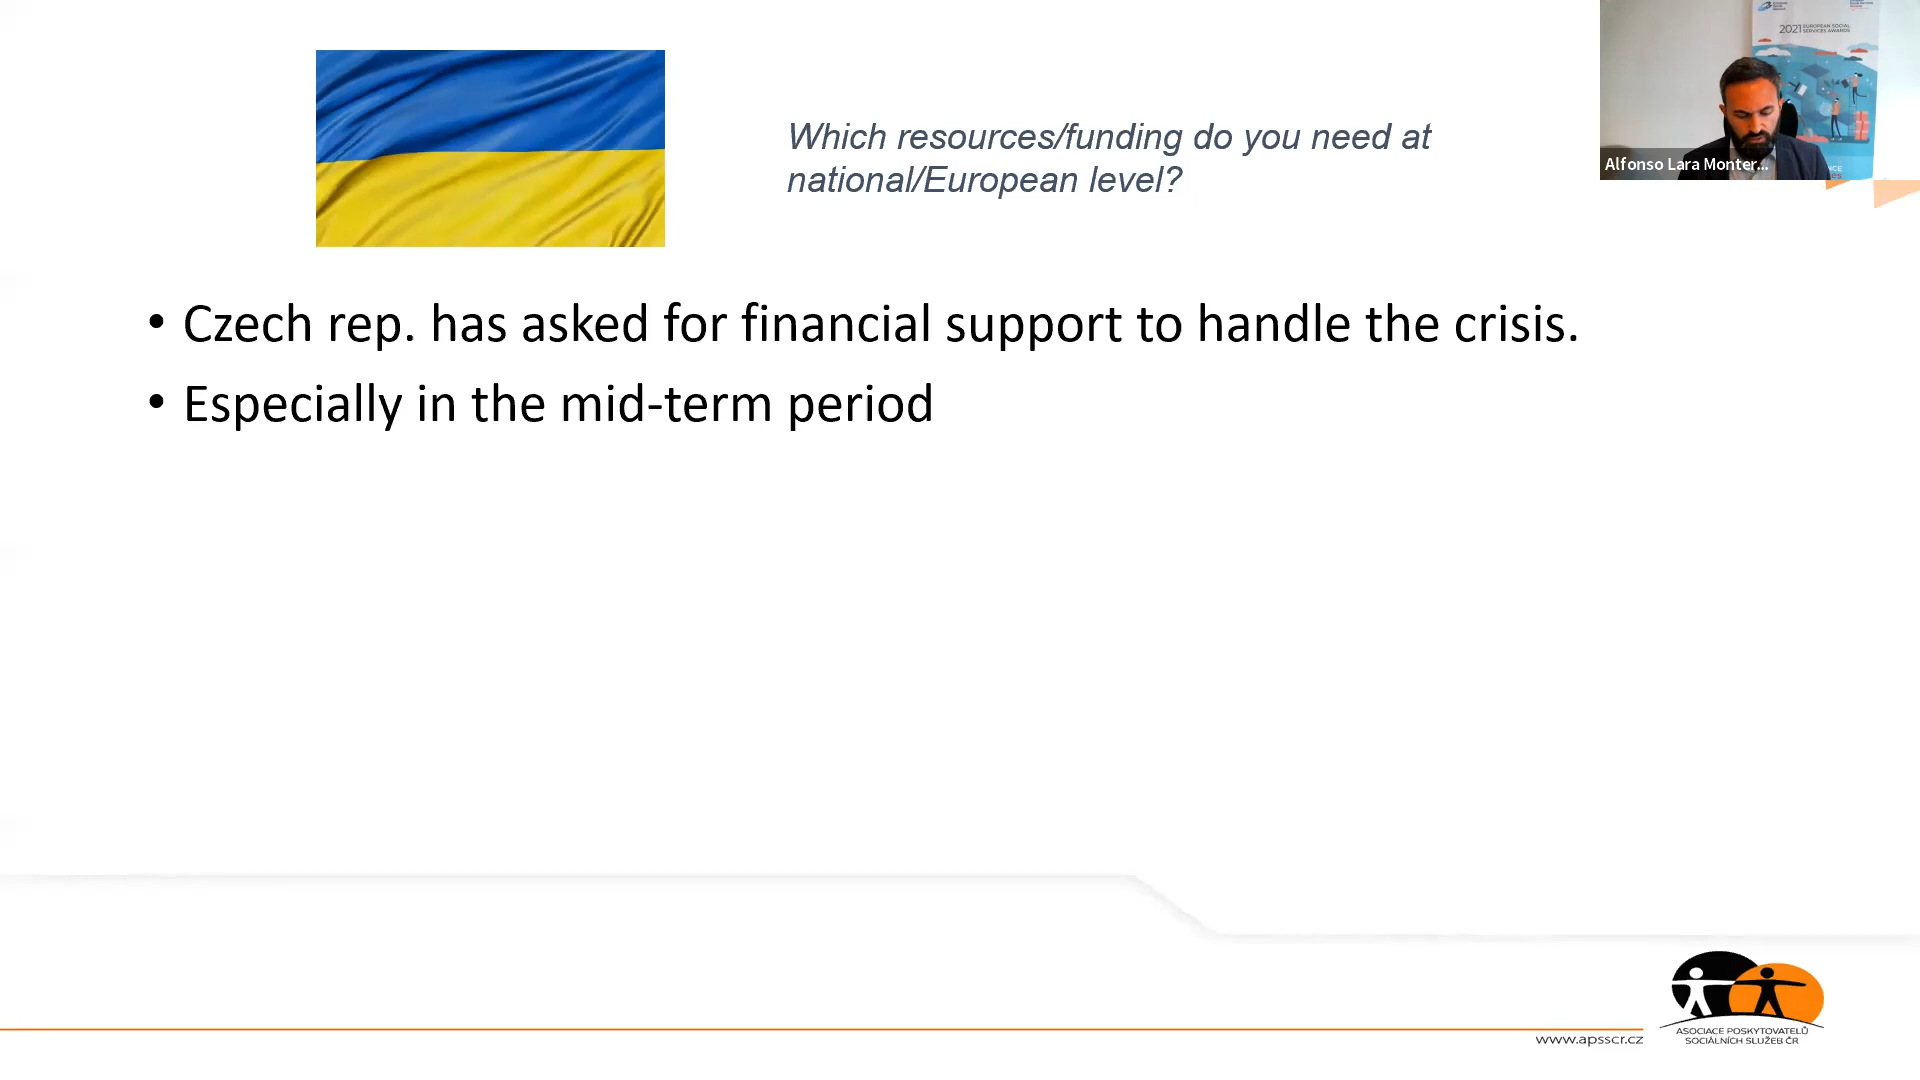 2021 EUROPEAN SOCIAL
SERVICES AWARDS
Alfonso Lara Monter...
Which resources/funding do you need at
national/European level?
• Czech rep. has asked for financial support to handle the crisis.
• Especially in the mid-term period
www.apsscr.cz
ASOCIACE POSKYTOVATELŮ
SOCIÁLNÍCH SLUŽEB ČR